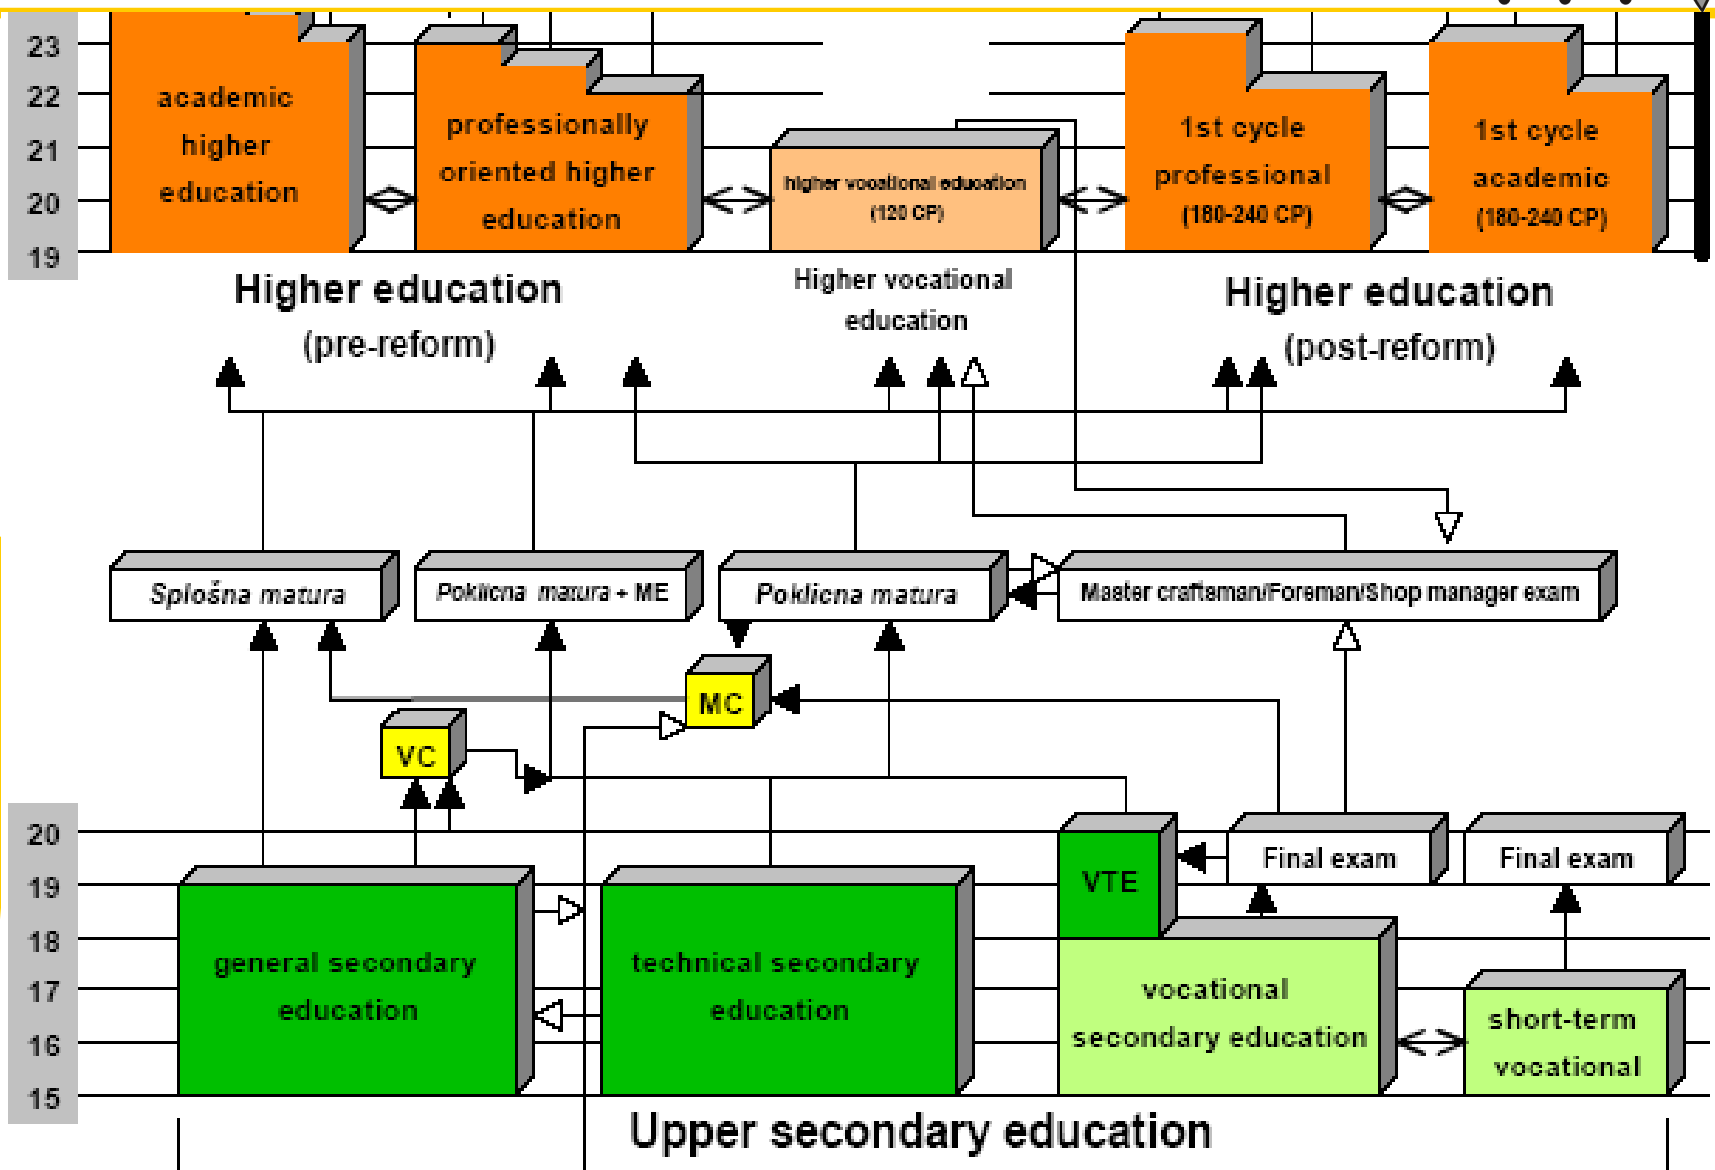 23
22
21
20
19
academic
higher
education
professionally
oriented higher
education
higher vocational education
(120 CP)
1st cycle
professional
(180-240 CP)
1st cycle
academic
(180-240 CP)
Higher education
(pre-reform)
Higher vocational
education
Higher education
(post-reform)
Splošna matura
Poklicna matura + ME
Poklicna matura
Master craftsman/Foreman/Shop manager exam
MC
VC
20
19
18
17
16
15
VTE
Final exam
Final exam
general secondary
education
technical secondary
education
vocational
secondary education
short-term
vocational
Upper secondary education